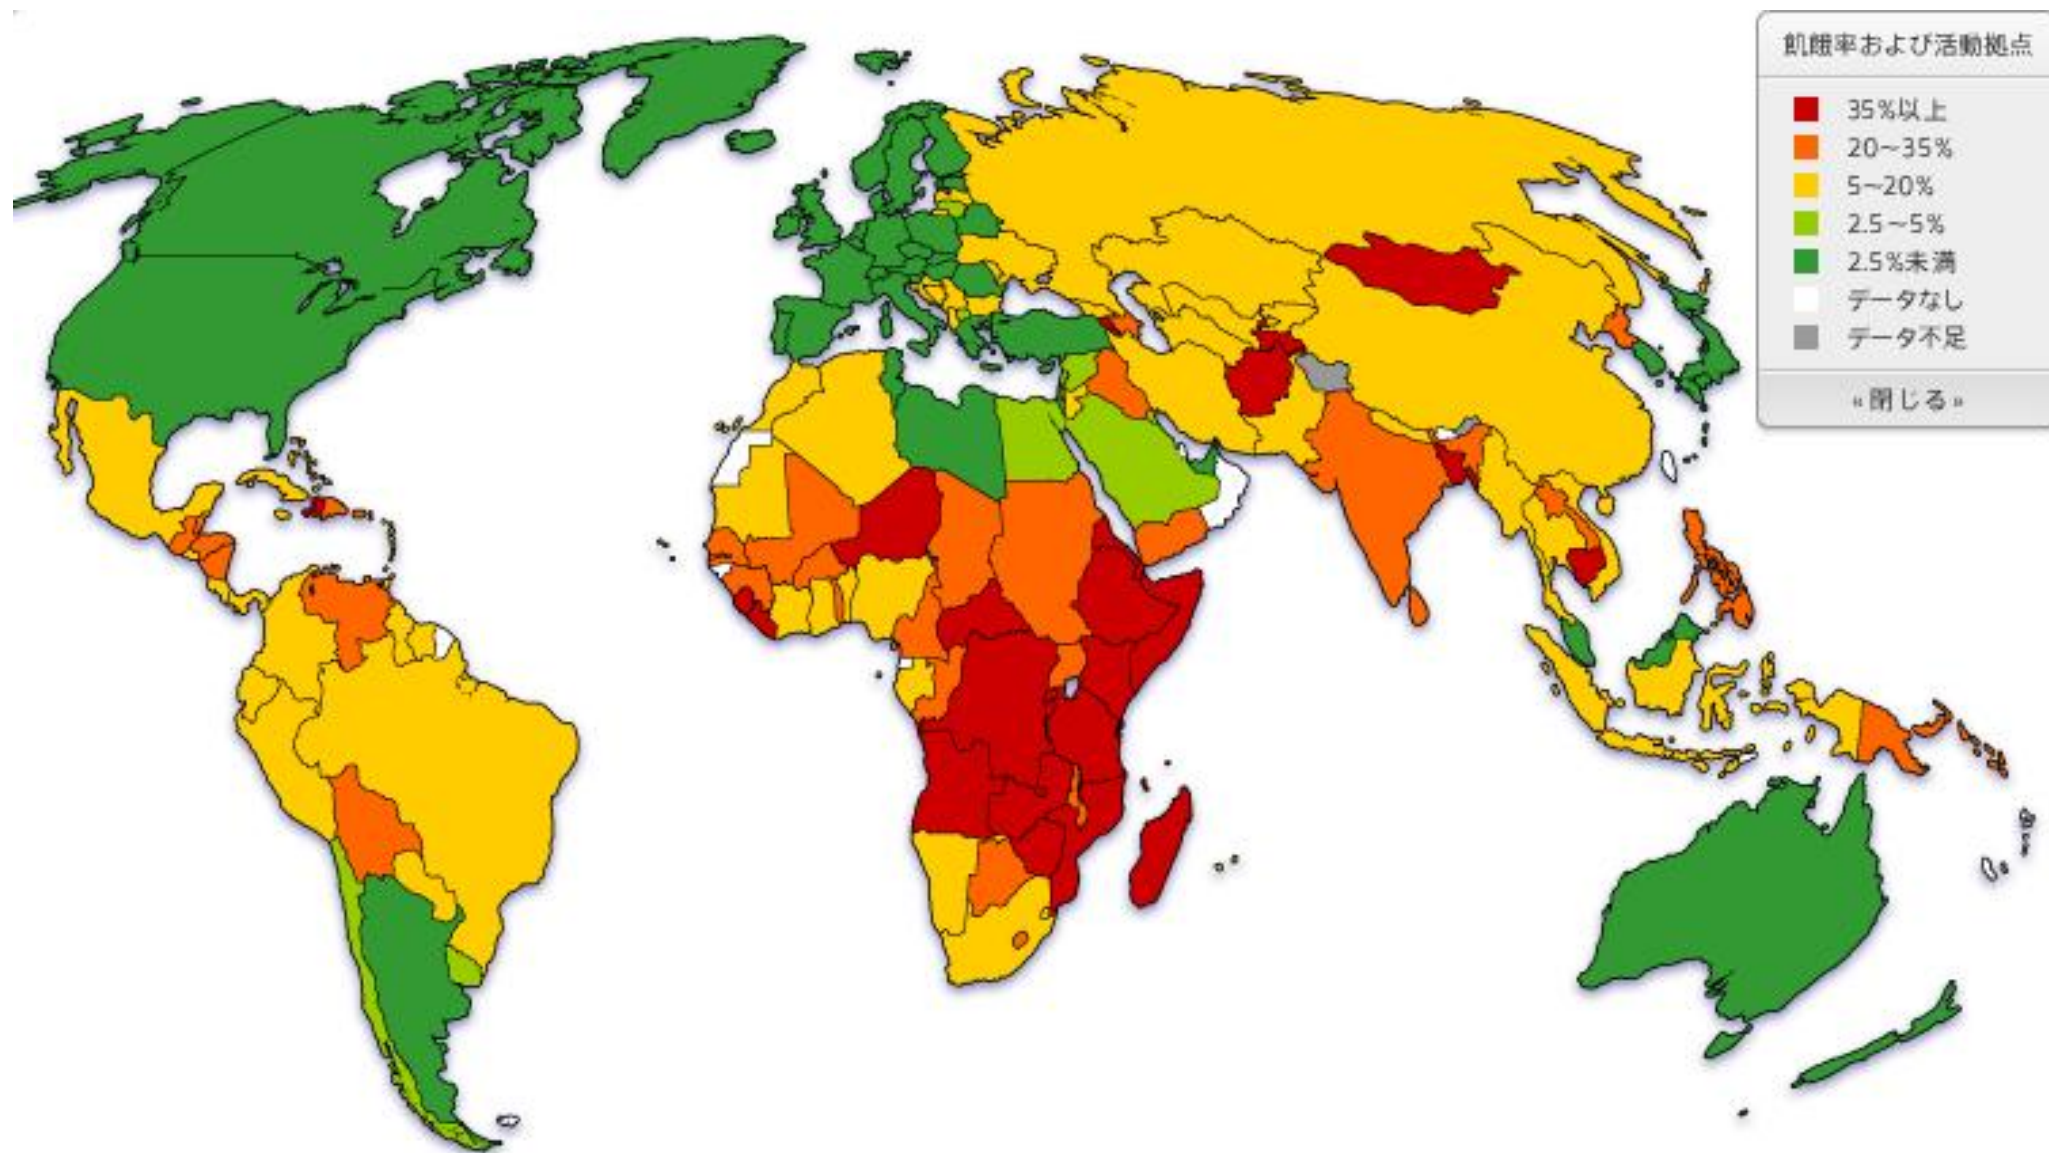 飢餓率および活動拠点
35%以上
20～35%
5～20%
2.5～5%
2.5%未満
データなし
データ不足
«閉じる»